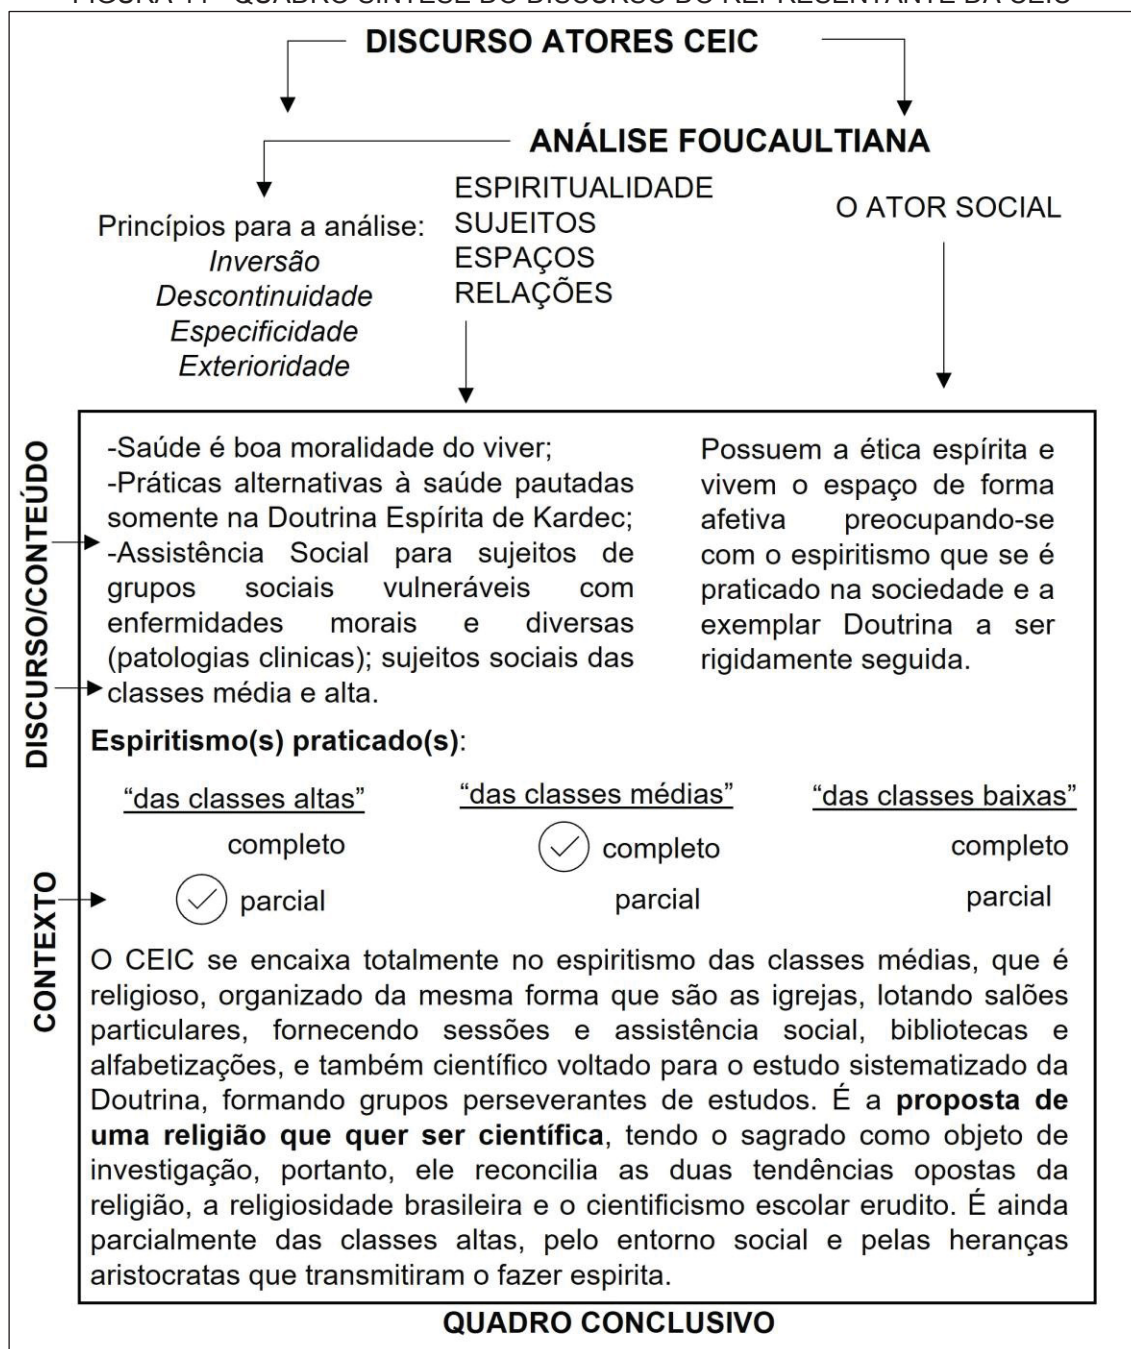 DISCURSO ATORES CEIC
ANÁLISE FOUCAULTIANA
Princípios para a análise:
Inversão
Descontinuidade
Especificidade
Exterioridade
ESPIRITUALIDADE
SUJEITOS
ESPAÇOS
RELAÇÕES
O ATOR SOCIAL
DISCURSO/CONTEÚDO
-Saúde é boa moralidade do viver;
-Práticas alternativas à saúde pautadas
somente na Doutrina Espírita de Kardec;
-Assistência Social para sujeitos de
grupos sociais vulneráveis com
enfermidades morais e diversas
(patologias clinicas); sujeitos sociais das
classes média e alta.
Possuem a ética espírita e
vivem o espaço de forma
afetiva preocupando-se
com o espiritismo que se é
praticado na sociedade e a
exemplar Doutrina a ser
rigidamente seguida.
Espiritismo(s) praticado(s):
"das classes altas"
completo
parcial
"das classes médias"
completo
parcial
"das classes baixas"
completo
parcial
CONTEXTO
O CEIC se encaixa totalmente no espiritismo das classes médias, que é
religioso, organizado da mesma forma que são as igrejas, lotando salões
particulares, fornecendo sessões e assistência social, bibliotecas e
alfabetizações, e também científico voltado para o estudo sistematizado da
Doutrina, formando grupos perseverantes de estudos. É a proposta de
uma religião que quer ser científica, tendo o sagrado como objeto de
investigação, portanto, ele reconcilia as duas tendências opostas da
religião, a religiosidade brasileira e o cientificismo escolar erudito. É ainda
parcialmente das classes altas, pelo entorno social e pelas heranças
aristocratas que transmitiram o fazer espirita.
QUADRO CONCLUSIVO